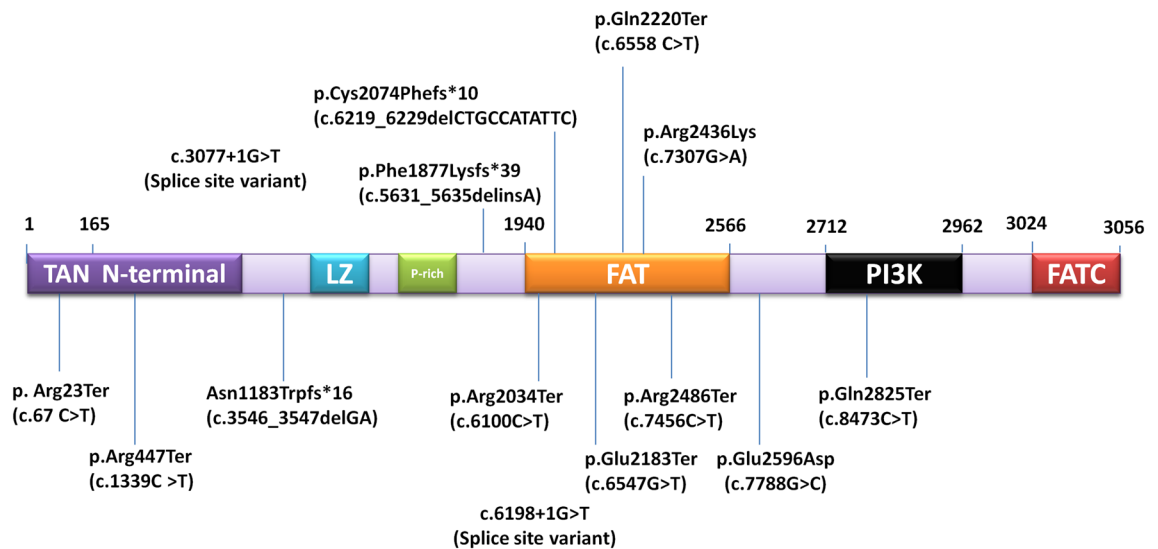 p.Gln2220Ter
(c.6558 C>T)
p.Cys2074Phefs*10
(c.6219_6229delCTGCCATATTC)
p.Arg2436Lys
(c.7307G>A)
c.3077+1G>T
(Splice site variant)
p.Phe1877Lysfs*39
(c.5631_5635delinsA)
1 165 1940 2566 2712 2962 3024 3056
TAN N-terminal LZ P-rich FAT PI3K FATC
p. Arg23Ter
(c.67 C>T)
Asn1183Trpfs*16
(c.3546_3547delGA)
p.Arg2034Ter
(c.6100C>T)
p.Arg2486Ter
(c.7456C>T)
p.Gln2825Ter
(c.8473C>T)
p.Arg447Ter
(c.1339C >T)
p.Glu2183Ter
(c.6547G>T)
p.Glu2596Asp
(c.7788G>C)
c.6198+1G>T
(Splice site variant)